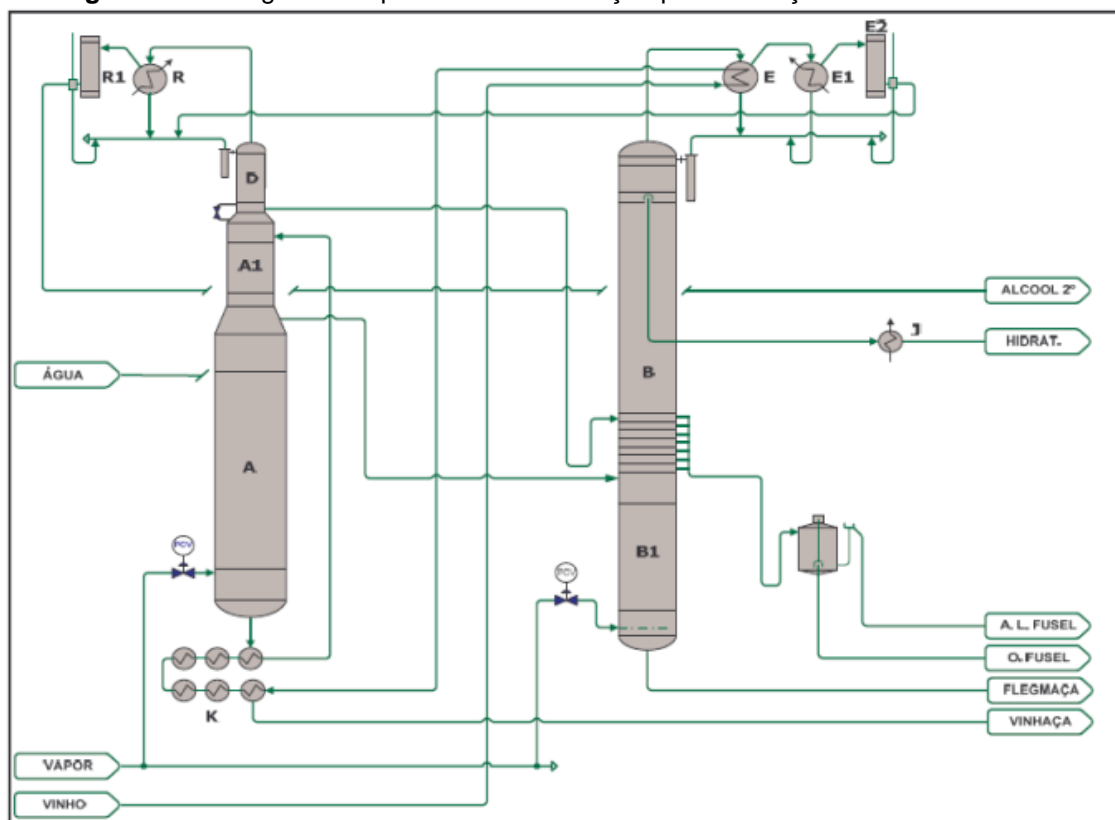 E2
R1
R
E
E1
D
A1
ALCOOL 2º
HIDRAT.
J
ÁGUA
B
A
PCV
B1
PCV
A. L. FUSEL
O. FUSEL
FLEGMAÇA
K
VINHAÇA
VAPOR
VINHO